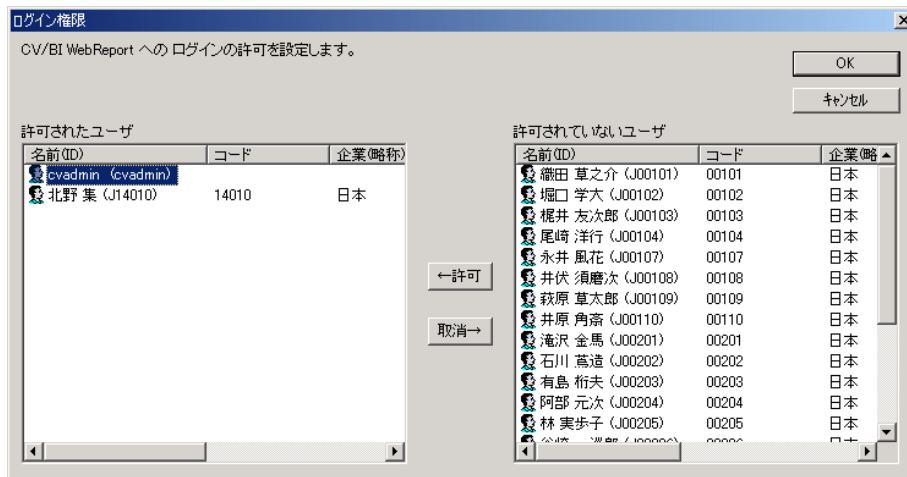 ログイン権限
CV/BI WebReport への ログインの許可を設定します。
OK
キャンセル
許可されたユーザ
名前(ID) コード 企業(略称)
cvadmin (cvadmin)
北野 集 (J14010) 14010 日本
←許可
取消→
許可されていないユーザ
名前(ID) コード 企業(略
織田 草之介 (J00101) 00101 日本
堀口 学大 (J00102) 00102 日本
梶井 友次郎 (J00103) 00103 日本
尾崎 洋行 (J00104) 00104 日本
永井 風花 (J00107) 00107 日本
井伏 須磨次 (J00108) 00108 日本
萩原 草太郎 (J00109) 00109 日本
井原 角斎 (J00110) 00110 日本
滝沢 金馬 (J00201) 00201 日本
石川 蔦造 (J00202) 00202 日本
有島 桁夫 (J00203) 00203 日本
阿部 元次 (J00204) 00204 日本
林 実歩子 (J00205) 00205 日本